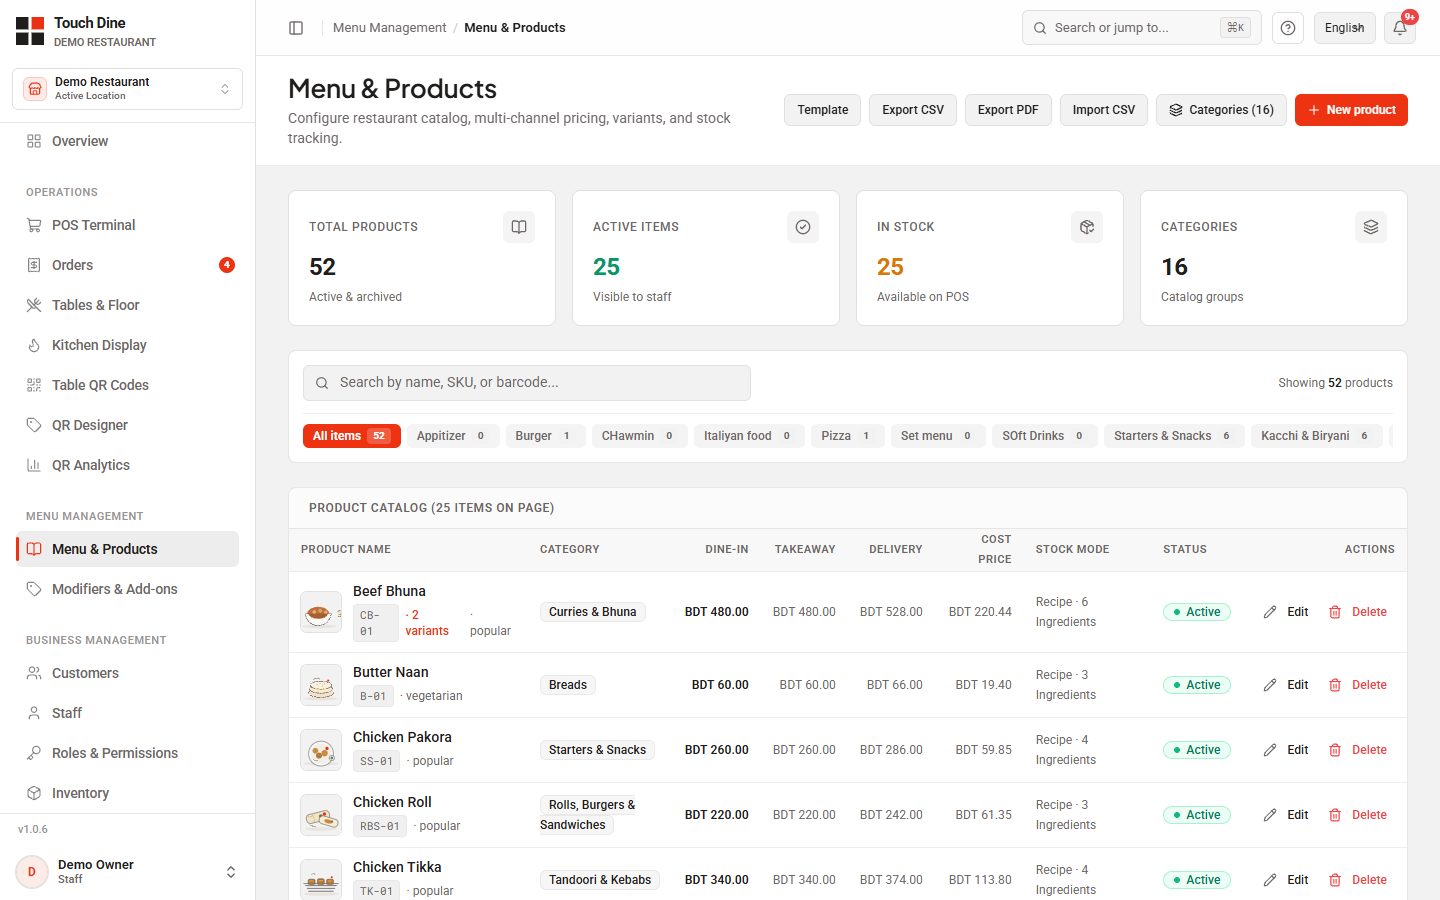 Touch Dine
DEMO RESTAURANT
Demo Restaurant
Active Location
Overview
OPERATIONS
POS Terminal
Orders 4
Tables & Floor
Kitchen Display
Table QR Codes
QR Designer
QR Analytics
MENU MANAGEMENT
Menu & Products
Modifiers & Add-ons
BUSINESS MANAGEMENT
Customers
Staff
Roles & Permissions
Inventory
v1.0.6
D
Demo Owner
Staff
Menu Management / Menu & Products
Search or jump to... ⌘K
English
9+
Menu & Products
Configure restaurant catalog, multi-channel pricing, variants, and stock
tracking.
Template
Export CSV
Export PDF
Import CSV
Categories (16)
New product
TOTAL PRODUCTS
52
Active & archived
ACTIVE ITEMS
25
Visible to staff
IN STOCK
25
Available on POS
CATEGORIES
16
Catalog groups
Search by name, SKU, or barcode...
Showing 52 products
All items 52
Appitizer 0
Burger 1
CHawmin 0
Italiyan food 0
Pizza 1
Set menu 0
SOft Drinks 0
Starters & Snacks 6
Kacchi & Biryani 6
PRODUCT CATALOG (25 ITEMS ON PAGE)
PRODUCT NAME CATEGORY DINE-IN TAKEAWAY DELIVERY COST PRICE STOCK MODE STATUS ACTIONS
Beef Bhuna
CB-01 · 2 variants · popular
Curries & Bhuna BDT 480.00 BDT 480.00 BDT 528.00 BDT 220.44 Recipe · 6 Ingredients Active Edit Delete
Butter Naan
B-01 · vegetarian
Breads BDT 60.00 BDT 60.00 BDT 66.00 BDT 19.40 Recipe · 3 Ingredients Active Edit Delete
Chicken Pakora
SS-01 · popular
Starters & Snacks BDT 260.00 BDT 260.00 BDT 286.00 BDT 59.85 Recipe · 4 Ingredients Active Edit Delete
Chicken Roll
RBS-01 · popular
Rolls, Burgers & Sandwiches BDT 220.00 BDT 220.00 BDT 242.00 BDT 61.35 Recipe · 3 Ingredients Active Edit Delete
Chicken Tikka
TK-01 · popular
Tandoori & Kebabs BDT 340.00 BDT 340.00 BDT 374.00 BDT 113.80 Recipe · 4 Ingredients Active Edit Delete